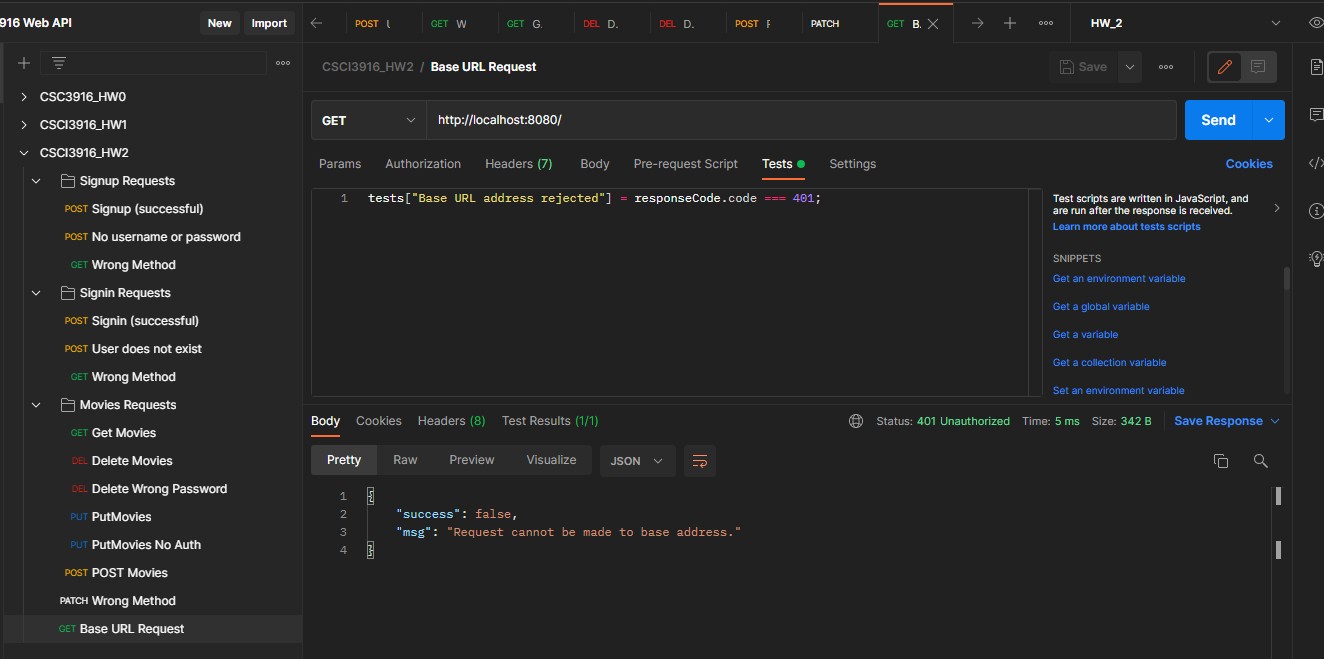 916 Web API
New
Import
POST
GET W
GET G.
DEL D.
DEL D.
POST F
PATCH
GET B.
HW_2
CSCI3916_HW2 / Base URL Request
Save
CSC3916_HW0
CSCI3916_HW1
CSCI3916_HW2
Signup Requests
POST Signup (successful)
POST No username or password
GET Wrong Method
Signin Requests
POST Signin (successful)
POST User does not exist
GET Wrong Method
Movies Requests
GET Get Movies
DEL Delete Movies
DEL Delete Wrong Password
PUT PutMovies
PUT PutMovies No Auth
POST POST Movies
PATCH Wrong Method
GET Base URL Request
GET
http://localhost:8080/
Send
Params Authorization Headers (7) Body Pre-request Script Tests Settings
Cookies
1 tests["Base URL address rejected"] = responseCode.code === 401;
Test scripts are written in JavaScript, and
are run after the response is received.
Learn more about tests scripts
SNIPPETS
Get an environment variable
Get a global variable
Get a variable
Get a collection variable
Set an environment variable
Body Cookies Headers (8) Test Results (1/1)
Status: 401 Unauthorized Time: 5 ms Size: 342 B Save Response
Pretty Raw Preview Visualize JSON
1 {
2 "success": false,
3 "msg": "Request cannot be made to base address."
4 }